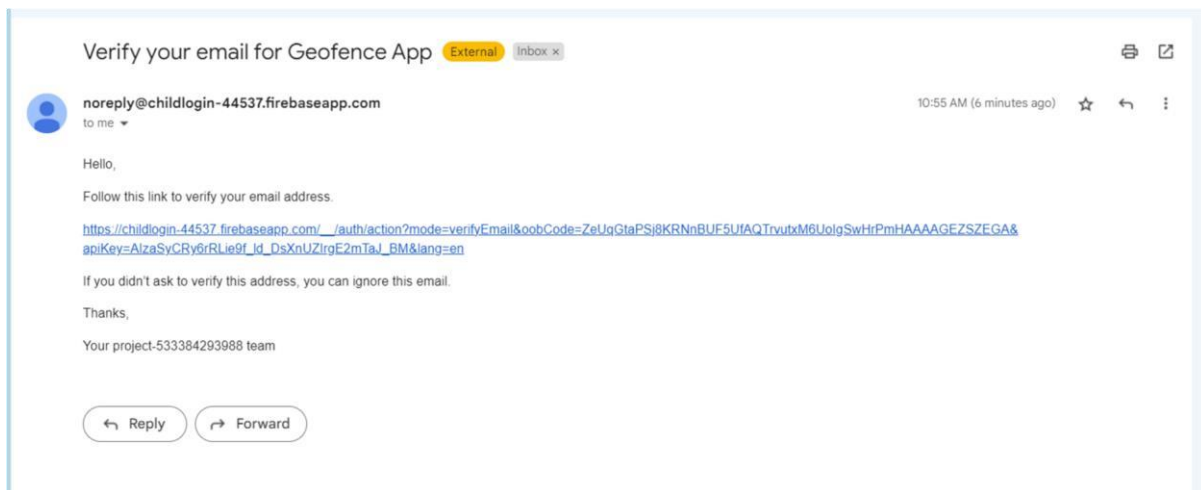 Verify your email for Geofence App External Inbox ×
noreply@childlogin-44537.firebaseapp.com 10:55 AM (6 minutes ago)
to me
Hello,
Follow this link to verify your email address.
https://childlogin-44537.firebaseapp.com/__/auth/action?mode=verifyEmail&oobCode=ZeUqGtaPSj8KRNnBUF5UfAQTrvutxM6UolgSwHrPmHAAAAGEZSZEGA&
apiKey=AIzaSyCRy6rRLie9f_Id_DsXnUZIrgE2mTaJ_BM&lang=en
If you didn't ask to verify this address, you can ignore this email.
Thanks,
Your project-533384293988 team
Reply Forward